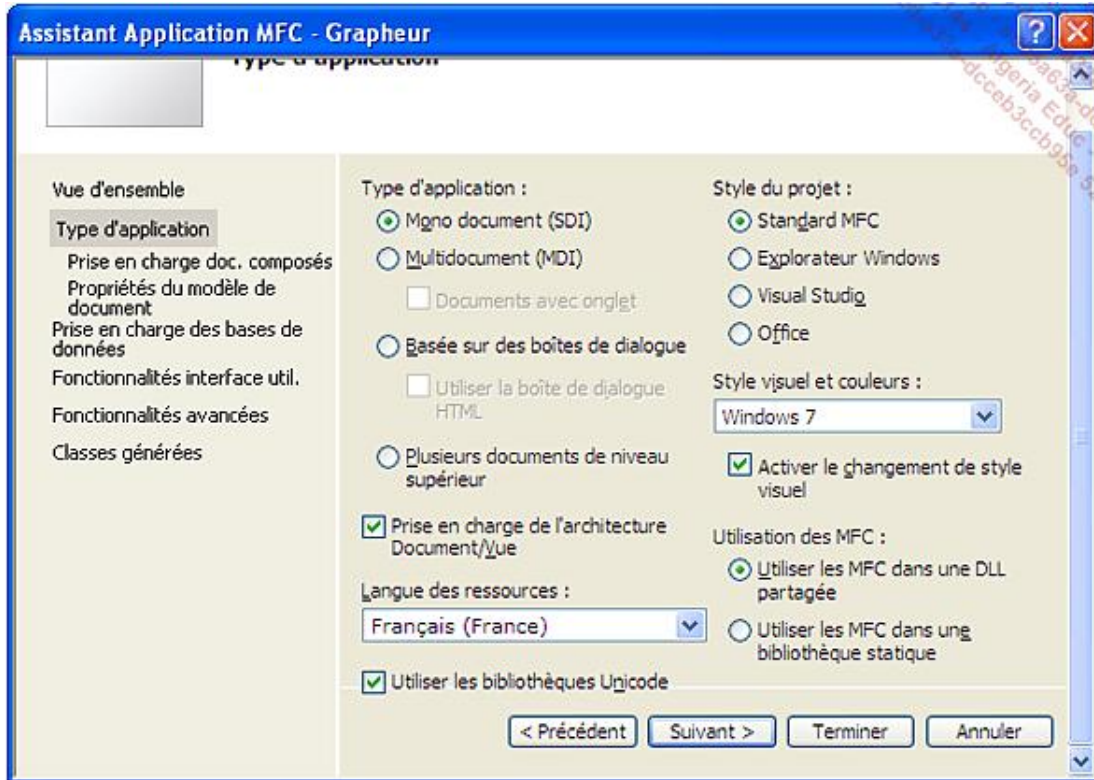 Assistant Application MFC - Grapheur
Type d'application
Vue d'ensemble
Type d'application
Prise en charge doc. composés
Propriétés du modèle de
document
Prise en charge des bases de
données
Fonctionnalités interface util.
Fonctionnalités avancées
Classes générées
Type d'application :
Mono document (SDI)
Multidocument (MDI)
Documents avec onglet
Basée sur des boîtes de dialogue
Utiliser la boîte de dialogue
HTML
Plusieurs documents de niveau
supérieur
Prise en charge de l'architecture
Document/Vue
Langue des ressources :
Français (France)
Utiliser les bibliothèques Unicode
Style du projet :
Standard MFC
Explorateur Windows
Visual Studio
Office
Style visuel et couleurs :
Windows 7
Activer le changement de style
visuel
Utilisation des MFC :
Utiliser les MFC dans une DLL
partagée
Utiliser les MFC dans une
bibliothèque statique
< Précédent
Suivant >
Terminer
Annuler
Algeria Educ -